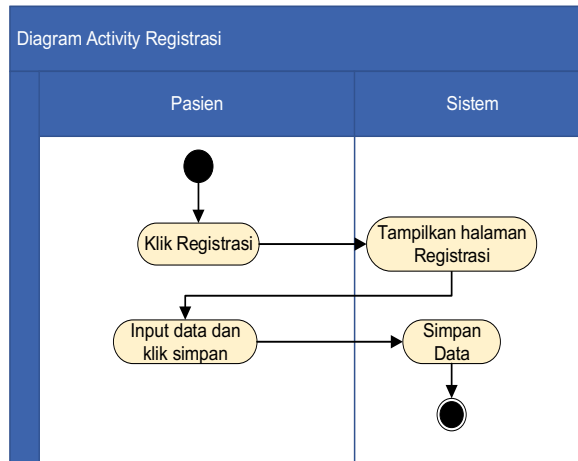 Diagram Activity Registrasi
Pasien
Sistem
Klik Registrasi
Tampilkan halaman
Registrasi
Input data dan
klik simpan
Simpan
Data